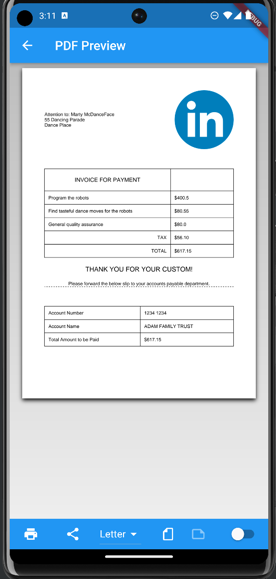 3:11
DEBUG
PDF Preview
Attention to: Marty McDanceFace
55 Dancing Parade
Dance Place
in
INVOICE FOR PAYMENT
Program the robots $400.5
Find tasteful dance moves for the robots $80.55
General quality assurance $80.0
TAX $56.10
TOTAL $617.15
THANK YOU FOR YOUR CUSTOM!
Please forward the below slip to your accounts payable department.
Account Number 1234 1234
Account Name ADAM FAMILY TRUST
Total Amount to be Paid $617.15
Letter